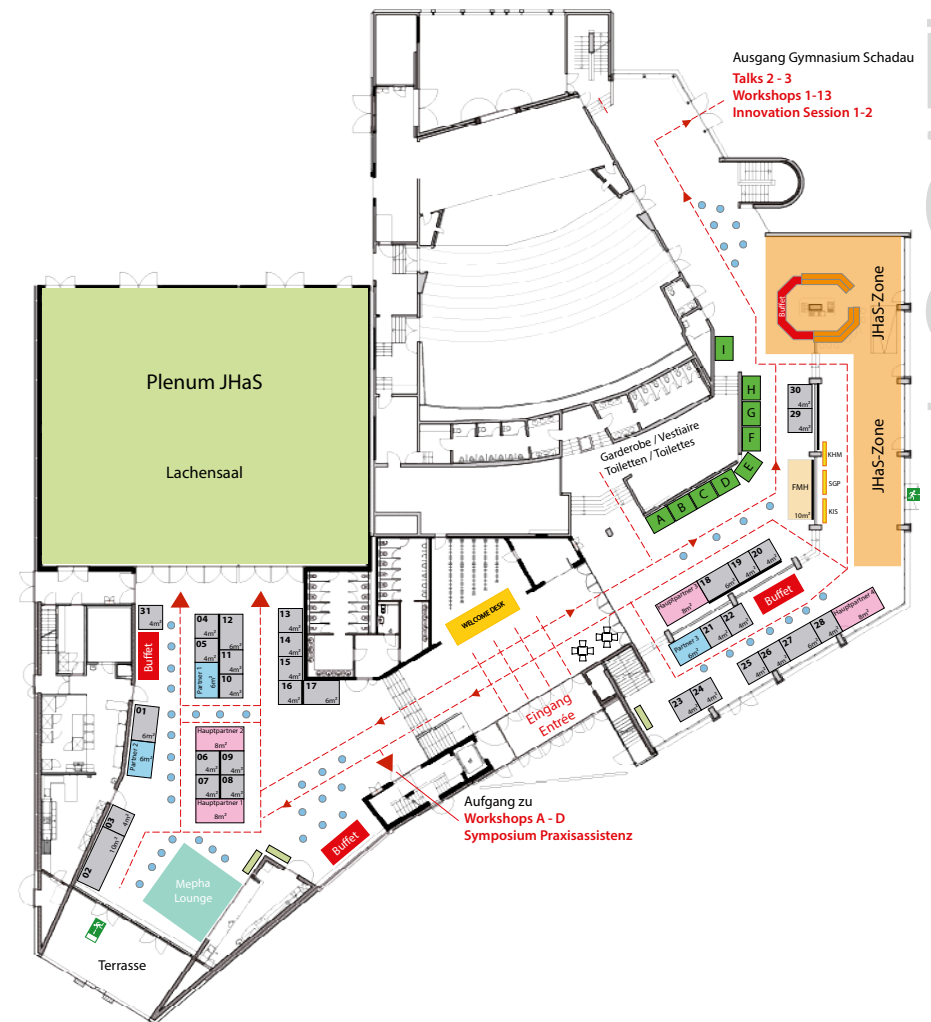 Ausgang Gymnasium Schadau
Talks 2 - 3
Workshops 1-13
Innovation Session 1-2
Buffet
JHaS-Zone
JHaS-Zone
Plenum JHaS
Lachensaal
I
H
G
F
E
D
C
B
A
Garderobe / Vestiaire
Toiletten / Toilettes
30
4m²
29
4m²
KHM
SGP
KIS
FMH
10m²
20
4m²
19
6m²
18
4m²
Hauptpartner 3
8m²
Buffet
Partner 3
6m²
21
4m²
22
4m²
Hauptpartner 4
8m²
28
4m²
27
6m²
26
4m²
25
4m²
24
4m²
23
4m²
WELCOME DESK
Eingang
Entrée
31
4m²
Buffet
04
4m²
12
6m²
05
4m²
11
4m²
Partner 1
6m²
10
4m²
13
4m²
14
4m²
15
4m²
16
4m²
17
6m²
01
6m²
Partner 2
6m²
Hauptpartner 2
8m²
06
4m²
09
4m²
07
4m²
08
4m²
Hauptpartner 1
8m²
03
4m²
02
10m²
Buffet
Aufgang zu
Workshops A - D
Symposium Praxisassistenz
Mepha
Lounge
Terrasse